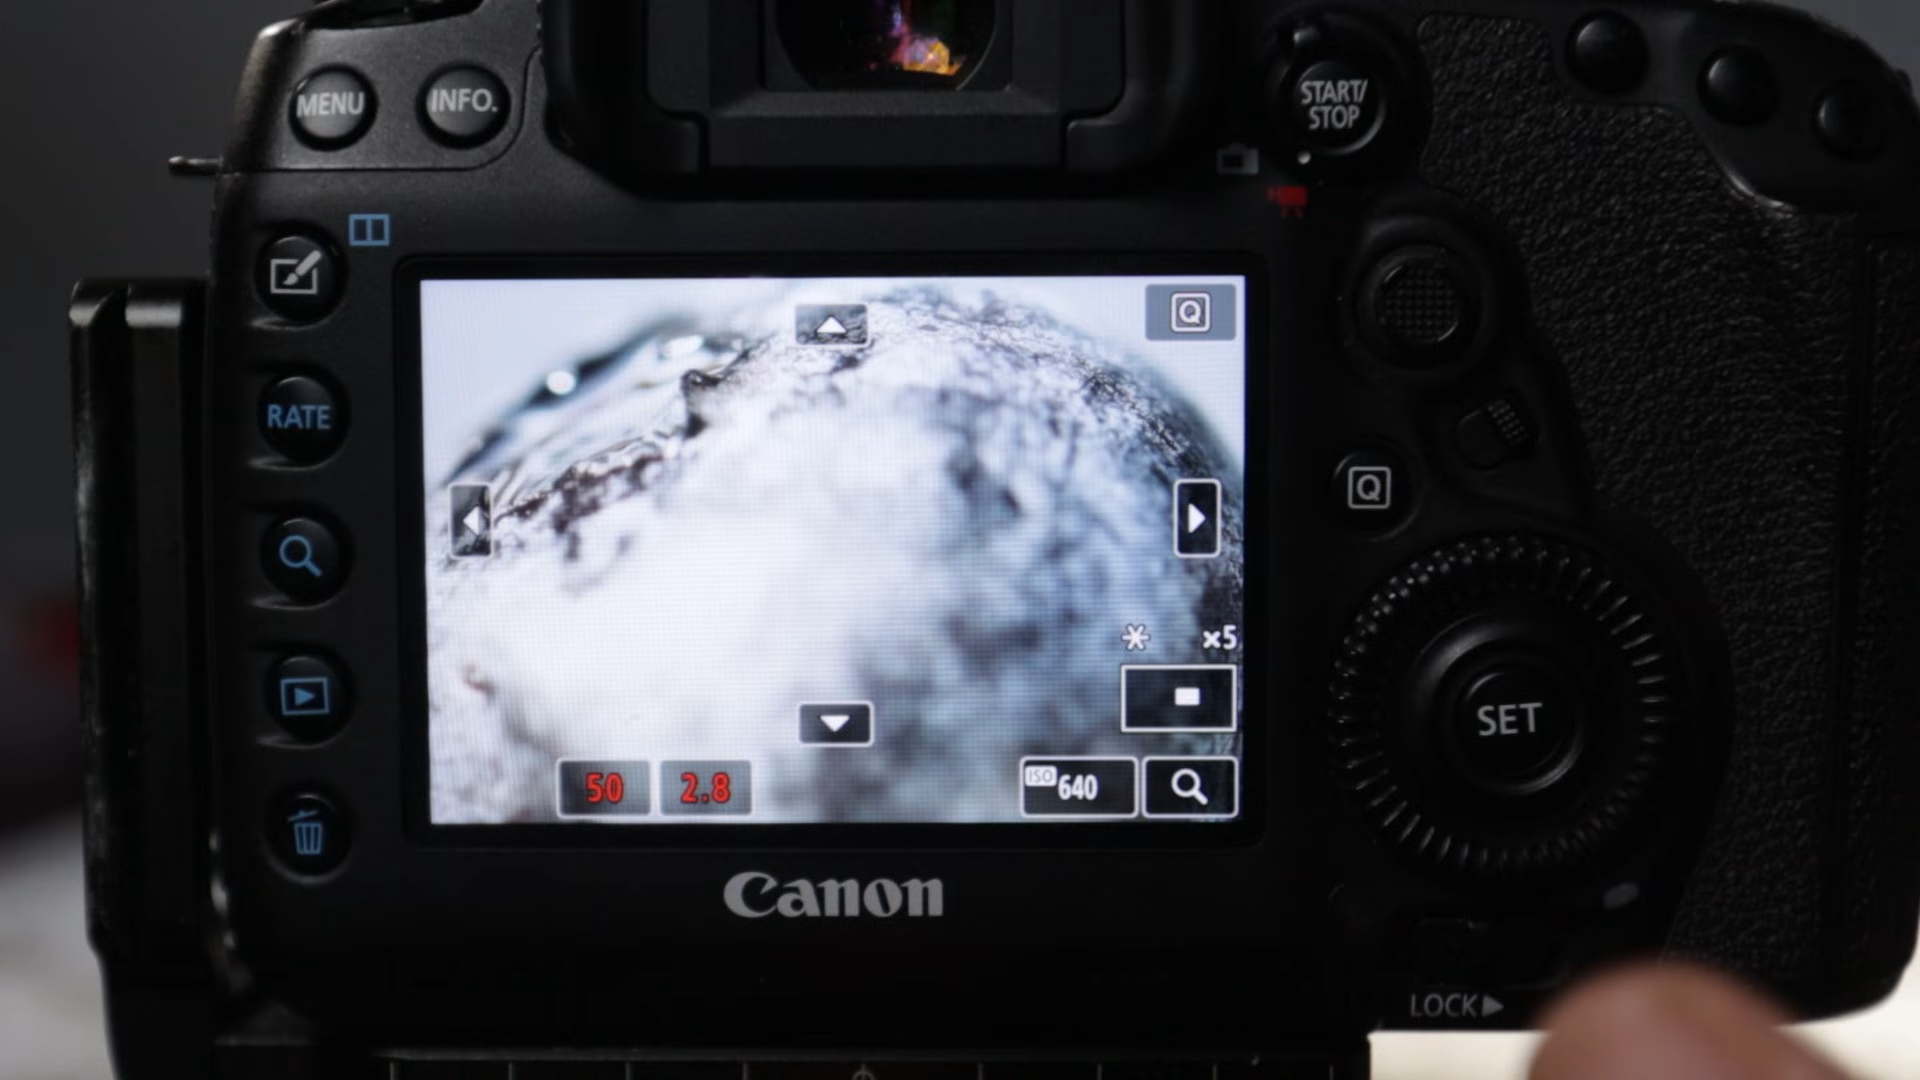 MENU
INFO.
START/
STOP
Q
RATE
Q
×5
SET
50
2.8
ISO
640
Canon
LOCK